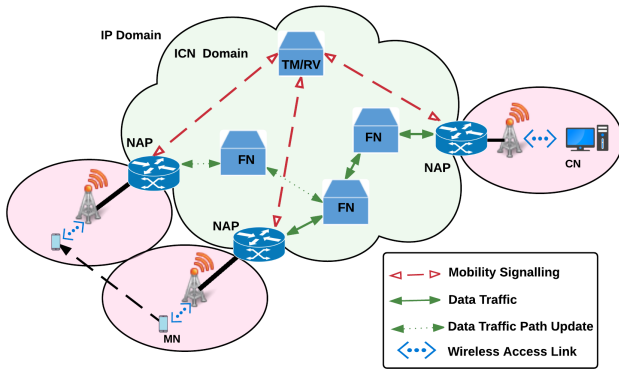 IP Domain
ICN Domain
TM/RV
NAP
FN
FN
NAP
CN
FN
NAP
MN
Mobility Signalling
Data Traffic
Data Traffic Path Update
Wireless Access Link